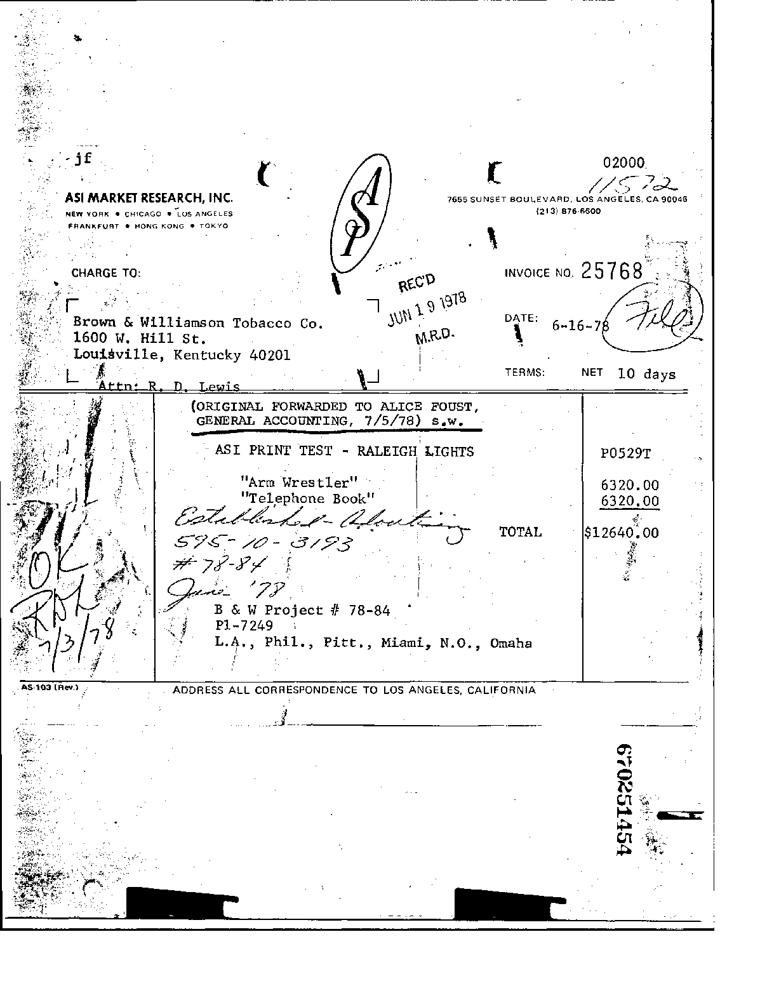 jf
02000
11572
ASI MARKET RESEARCH, INC.
NEW YORK • CHICAGO • LOS ANGELES
FRANKFURT • HONG KONG • TOKYO
ASI
7655 SUNSET BOULEVARD, LOS ANGELES, CA 90046
(213) 876-6600
CHARGE TO:
REC'D
JUN 19 1978
M.R.D.
INVOICE NO. 25768
Brown & Williamson Tobacco Co.
1600 W. Hill St.
Louisville, Kentucky 40201
Attn: R. D. Lewis
DATE: 6-16-78
File
TERMS: NET 10 days
(ORIGINAL FORWARDED TO ALICE FOUST,
GENERAL ACCOUNTING, 7/5/78) s.w.
ASI PRINT TEST - RALEIGH LIGHTS P0529T
"Arm Wrestler" 6320.00
"Telephone Book" 6320.00
Established - Advertising
TOTAL $12640.00
595-10-3193
# 78-84
June '78
OK
RDL
7/3/78
B & W Project # 78-84
P1-7249
L.A., Phil., Pitt., Miami, N.O., Omaha
AS-103 (Rev.)
ADDRESS ALL CORRESPONDENCE TO LOS ANGELES, CALIFORNIA
670251454